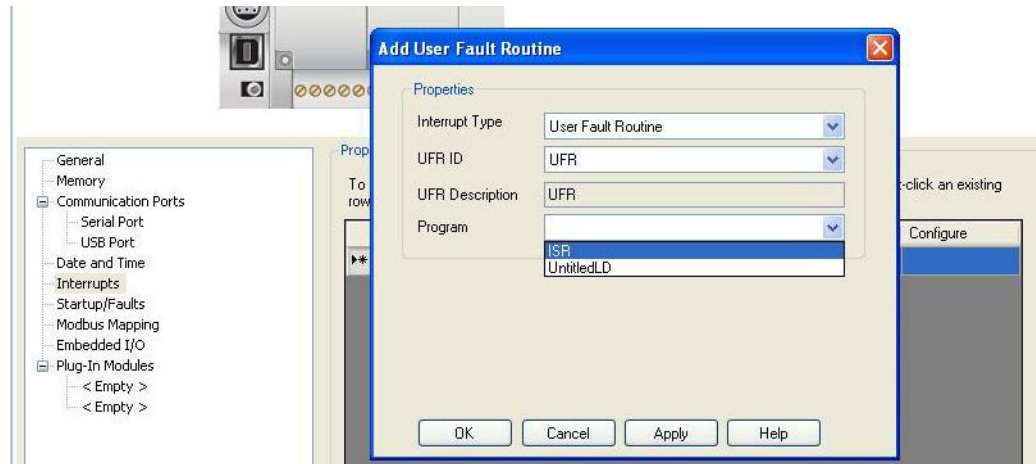 Add User Fault Routine
Properties
Interrupt Type
User Fault Routine
UFR ID
UFR
UFR Description
UFR
Program
ISR
UntitledLD
OK
Cancel
Apply
Help
General
Memory
Communication Ports
Serial Port
USB Port
Date and Time
Interrupts
Startup/Faults
Modbus Mapping
Embedded I/O
Plug-In Modules
< Empty >
< Empty >
Prop
To
row
-click an existing
Configure